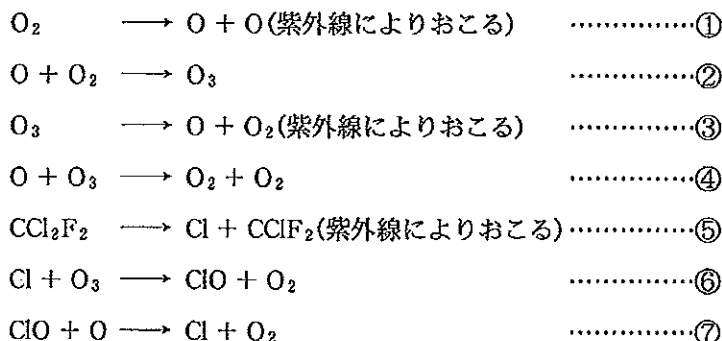 O₂ ⟶ O + O(紫外線によりおこる) ··············①
O + O₂ ⟶ O₃ ··············②
O₃ ⟶ O + O₂(紫外線によりおこる) ··············③
O + O₃ ⟶ O₂ + O₂ ··············④
CCl₂F₂ ⟶ Cl + CClF₂(紫外線によりおこる)··············⑤
Cl + O₃ ⟶ ClO + O₂ ··············⑥
ClO + O ⟶ Cl + O₂ ··············⑦